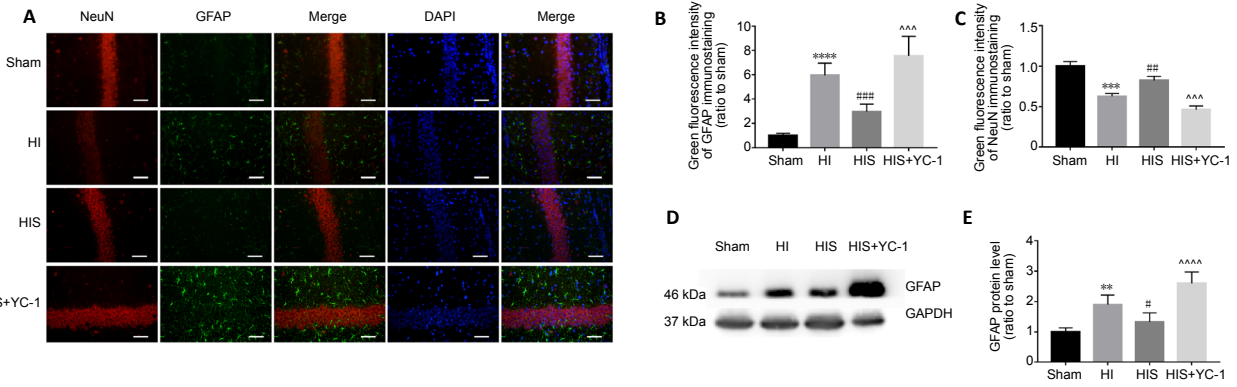 A
NeuN
GFAP
Merge
DAPI
Merge
Sham
HI
HIS
S+YC-1
B
Green fluorescence intensity
of GFAP immunostaining
(ratio to sham)
10
8
6
4
2
0
****
###
^^^
Sham
HI
HIS
HIS+YC-1
C
Green fluorescence intensity
of NeuN immunostaining
(ratio to sham)
1.5
1.0
0.5
0
***
##
^^^
Sham
HI
HIS
HIS+YC-1
D
Sham
HI
HIS
HIS+YC-1
46 kDa
GFAP
37 kDa
GAPDH
E
GFAP protein level
(ratio to sham)
4
3
2
1
0
**
#
^^^^
Sham
HI
HIS
HIS+YC-1